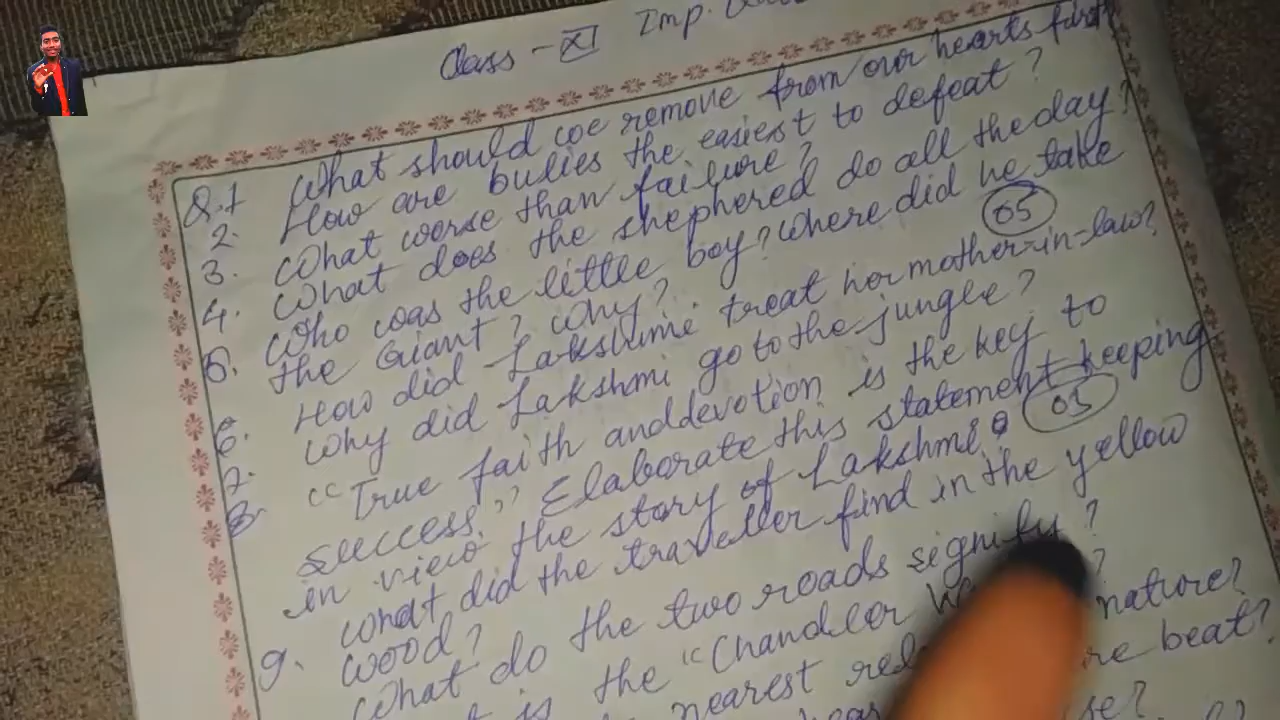 Class - XI Imp.
Q.1 What should we remove from our hearts first
2. How are bulies the easiest to defeat ?
3. What worse than failure ?
4. What does the shephered do all the day ?
5. Who was the little boy? Where did he take
the Giant ? Why ? 05
6. How did Lakshmi treat her mother-in-law?
7. Why did Lakshmi go to the jungle ?
8. "True faith and devotion is the key to
success." Elaborate this statement keeping
in view the story of Lakshmi. 05
9. What did the traveller find in the yellow
wood ?
What do the two roads signify ?
is the "Chandler nature?
nearest re beat?